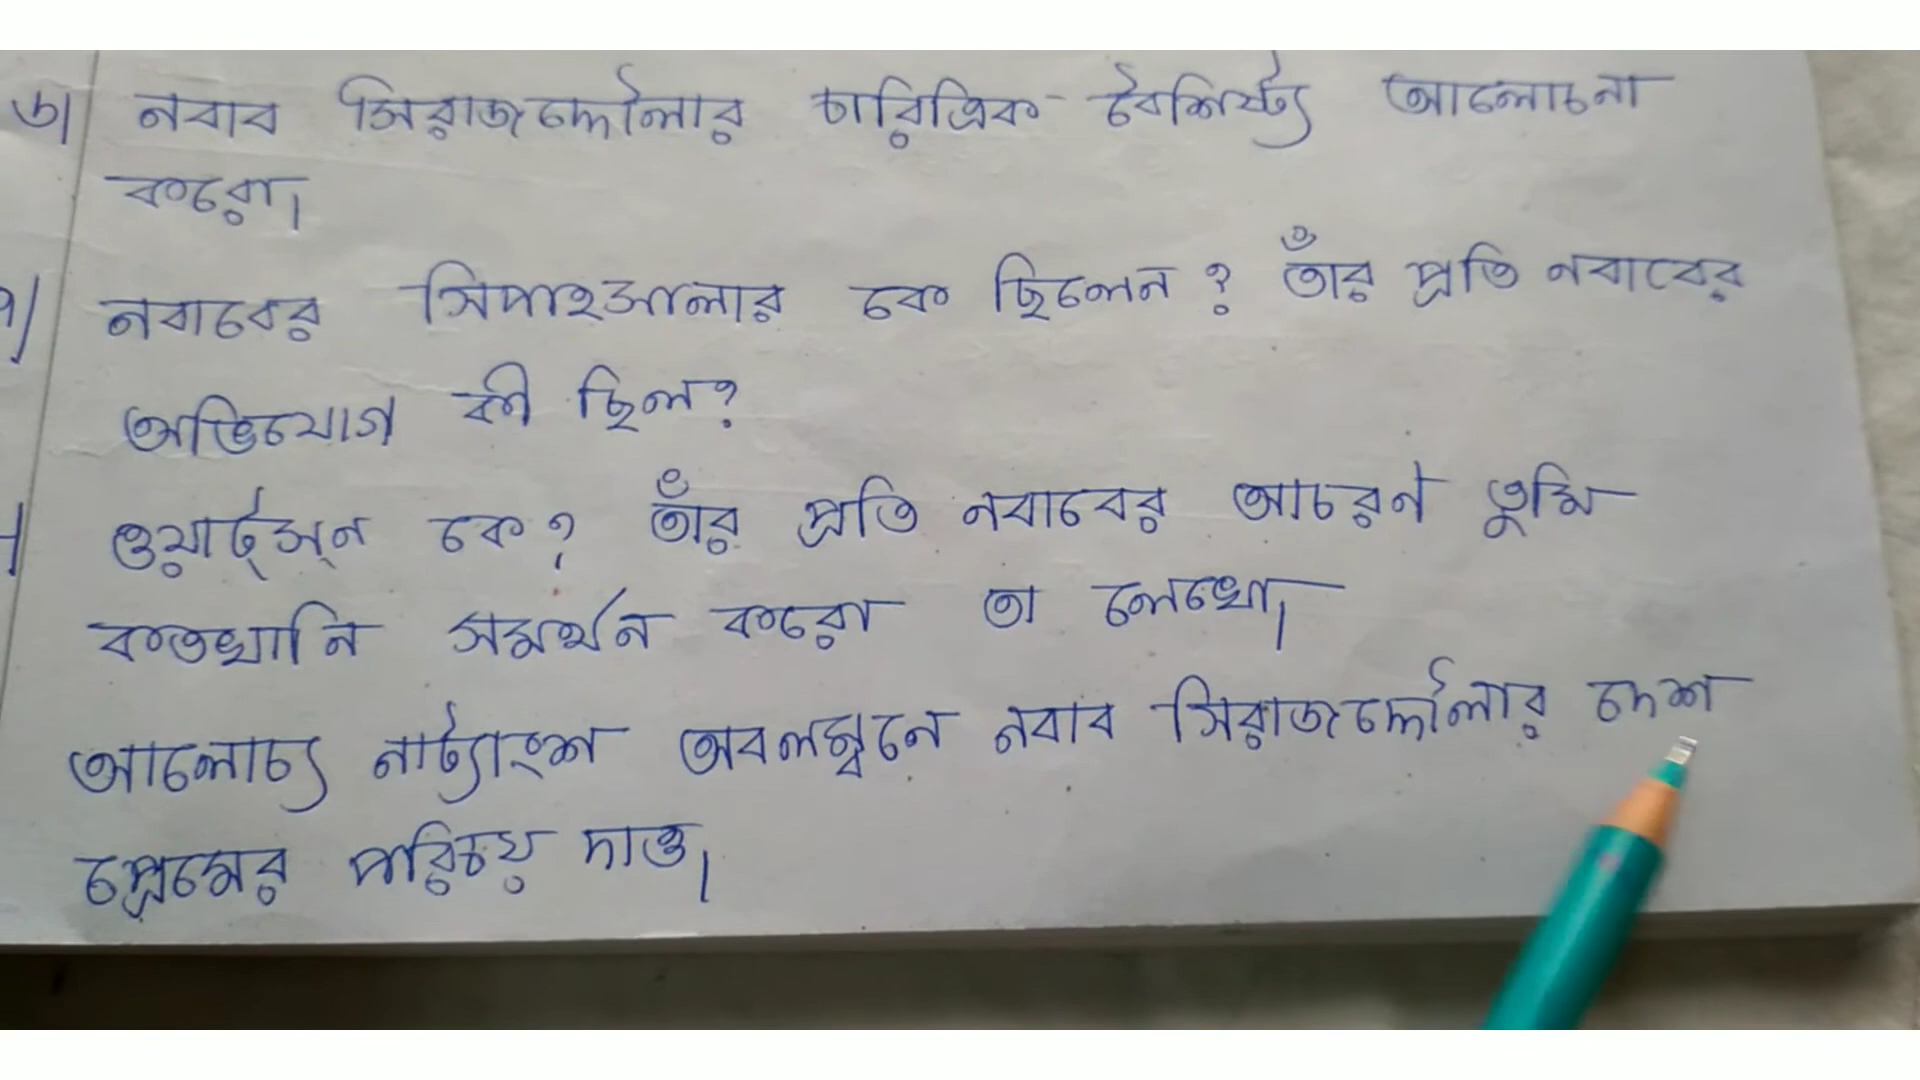 ৬| নবাব সিরাজদ্দৌলার চারিত্রিক বৈশিষ্ট্য আলোচনা
করো।
৭) নবাবের সিপাহসালার কে ছিলেন? তাঁর প্রতি নবাবের
অভিযোগ কী ছিল?
ওয়াট্‌স্‌ন কে? তাঁর প্রতি নবাবের আচরণ তুমি
কতখানি সমর্থন করো তা লেখো।
আলোচ্য নাট্যাংশ অবলম্বনে নবাব সিরাজদ্দৌলার দেশ
প্রেমের পরিচয় দাও।